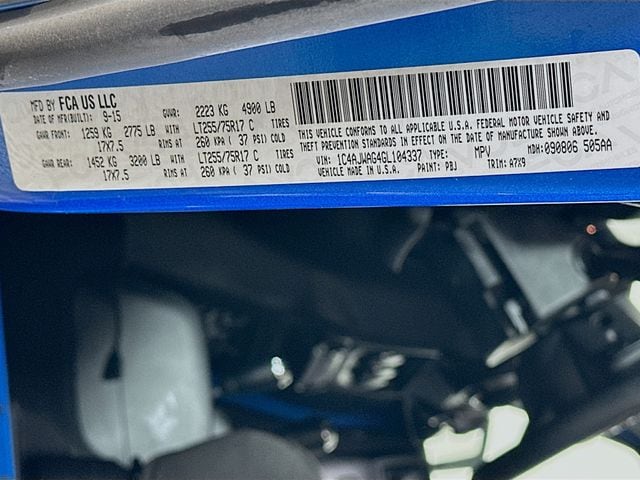 MFD BY FCA US LLC
DATE OF MFR(BUILT): 9-15 GVWR: 2223 KG 4900 LB
GAWR FRONT: 1259 KG 2775 LB WITH LT255/75R17 C TIRES
17X7.5 RIMS AT 260 KPA ( 37 PSI) COLD
GAWR REAR: 1452 KG 3200 LB WITH LT255/75R17 C TIRES
17X7.5 RIMS AT 260 KPA ( 37 PSI) COLD
THIS VEHICLE CONFORMS TO ALL APPLICABLE U.S.A. FEDERAL MOTOR VEHICLE SAFETY AND
THEFT PREVENTION STANDARDS IN EFFECT ON THE DATE OF MANUFACTURE SHOWN ABOVE.
VIN: 1C4AJWAG4GL104337 TYPE: MPV MDH: 090806 505AA
VEHICLE MADE IN U.S.A. PAINT: PBJ TRIM: A7X9